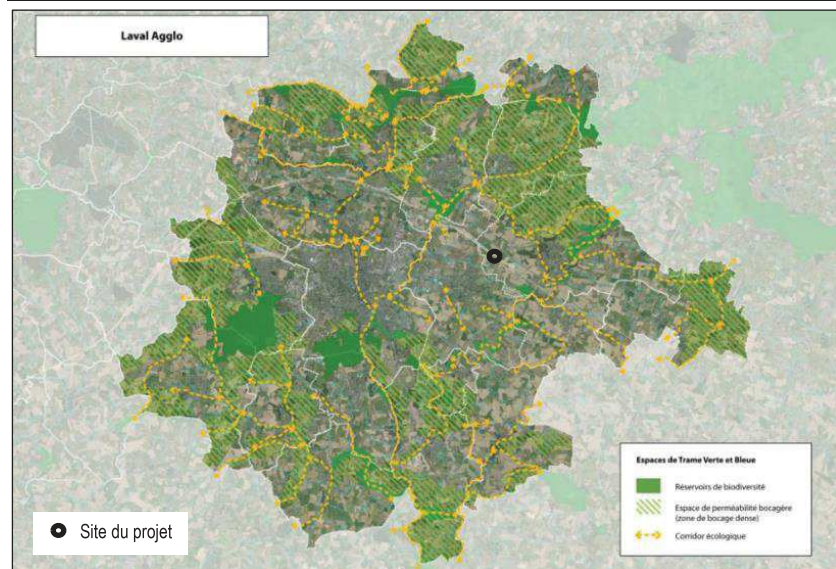 Laval Agglo
Espaces de Trame Verte et Bleue
Réservoirs de biodiversité
Espace de perméabilité bocagère
(zone de bocage dense)
Corridor écologique
Site du projet